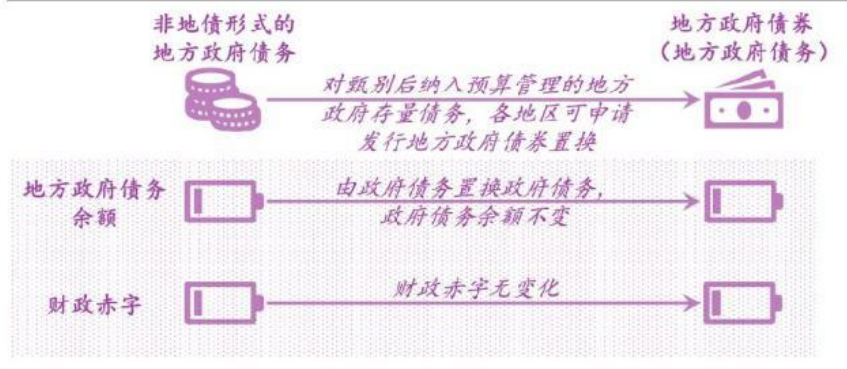 非地债形式的
地方政府债务
地方政府债券
（地方政府债务）
对甄别后纳入预算管理的地方
政府存量债务，各地区可申请
发行地方政府债券置换
地方政府债务
余额
由政府债务置换政府债务，
政府债务余额不变
财政赤字
财政赤字无变化